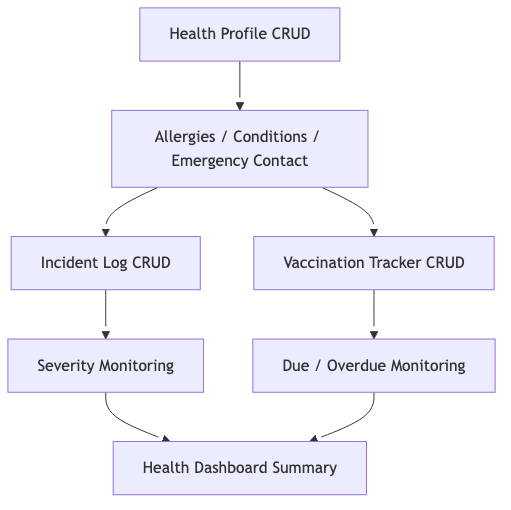 Health Profile CRUD
Allergies / Conditions /
Emergency Contact
Incident Log CRUD
Vaccination Tracker CRUD
Severity Monitoring
Due / Overdue Monitoring
Health Dashboard Summary